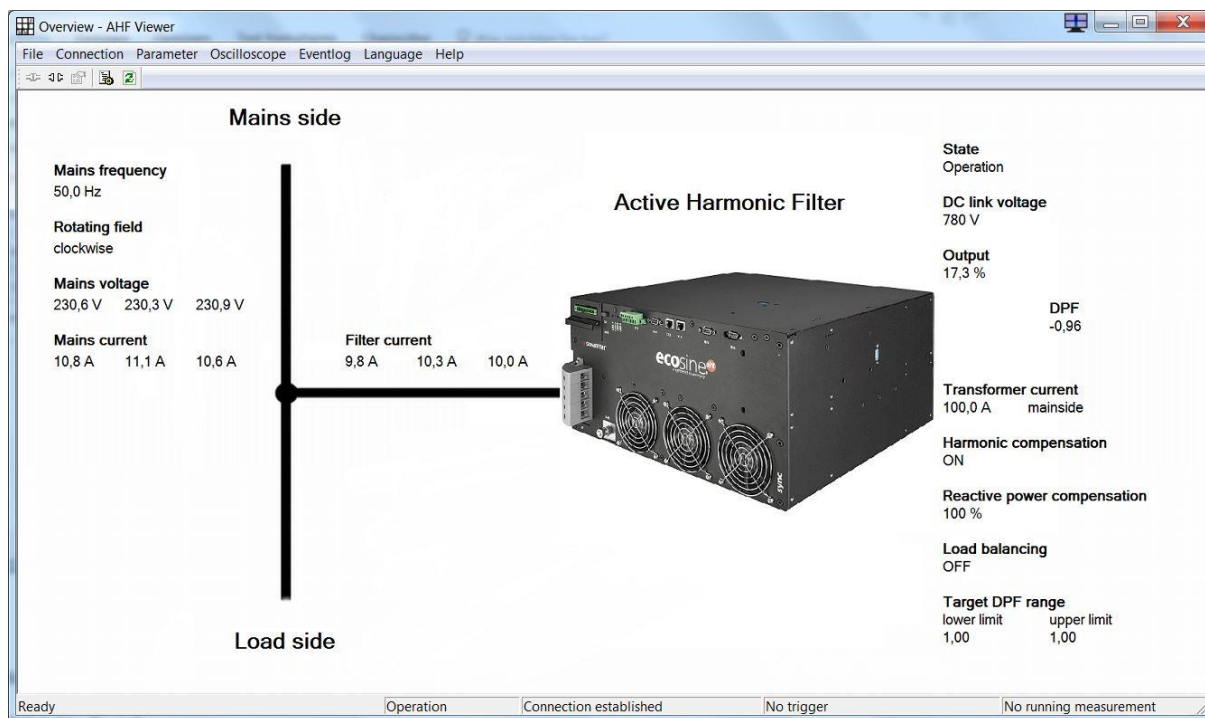 Overview - AHF Viewer
File Connection Parameter Oscilloscope Eventlog Language Help
Mains side
Mains frequency
50,0 Hz
Rotating field
clockwise
Mains voltage
230,6 V 230,3 V 230,9 V
Mains current
10,8 A 11,1 A 10,6 A
Filter current
9,8 A 10,3 A 10,0 A
Load side
Active Harmonic Filter
ecosine
sync
State
Operation
DC link voltage
780 V
Output
17,3 %
DPF
-0,96
Transformer current
100,0 A mainside
Harmonic compensation
ON
Reactive power compensation
100 %
Load balancing
OFF
Target DPF range
lower limit upper limit
1,00 1,00
Ready Operation Connection established No trigger No running measurement